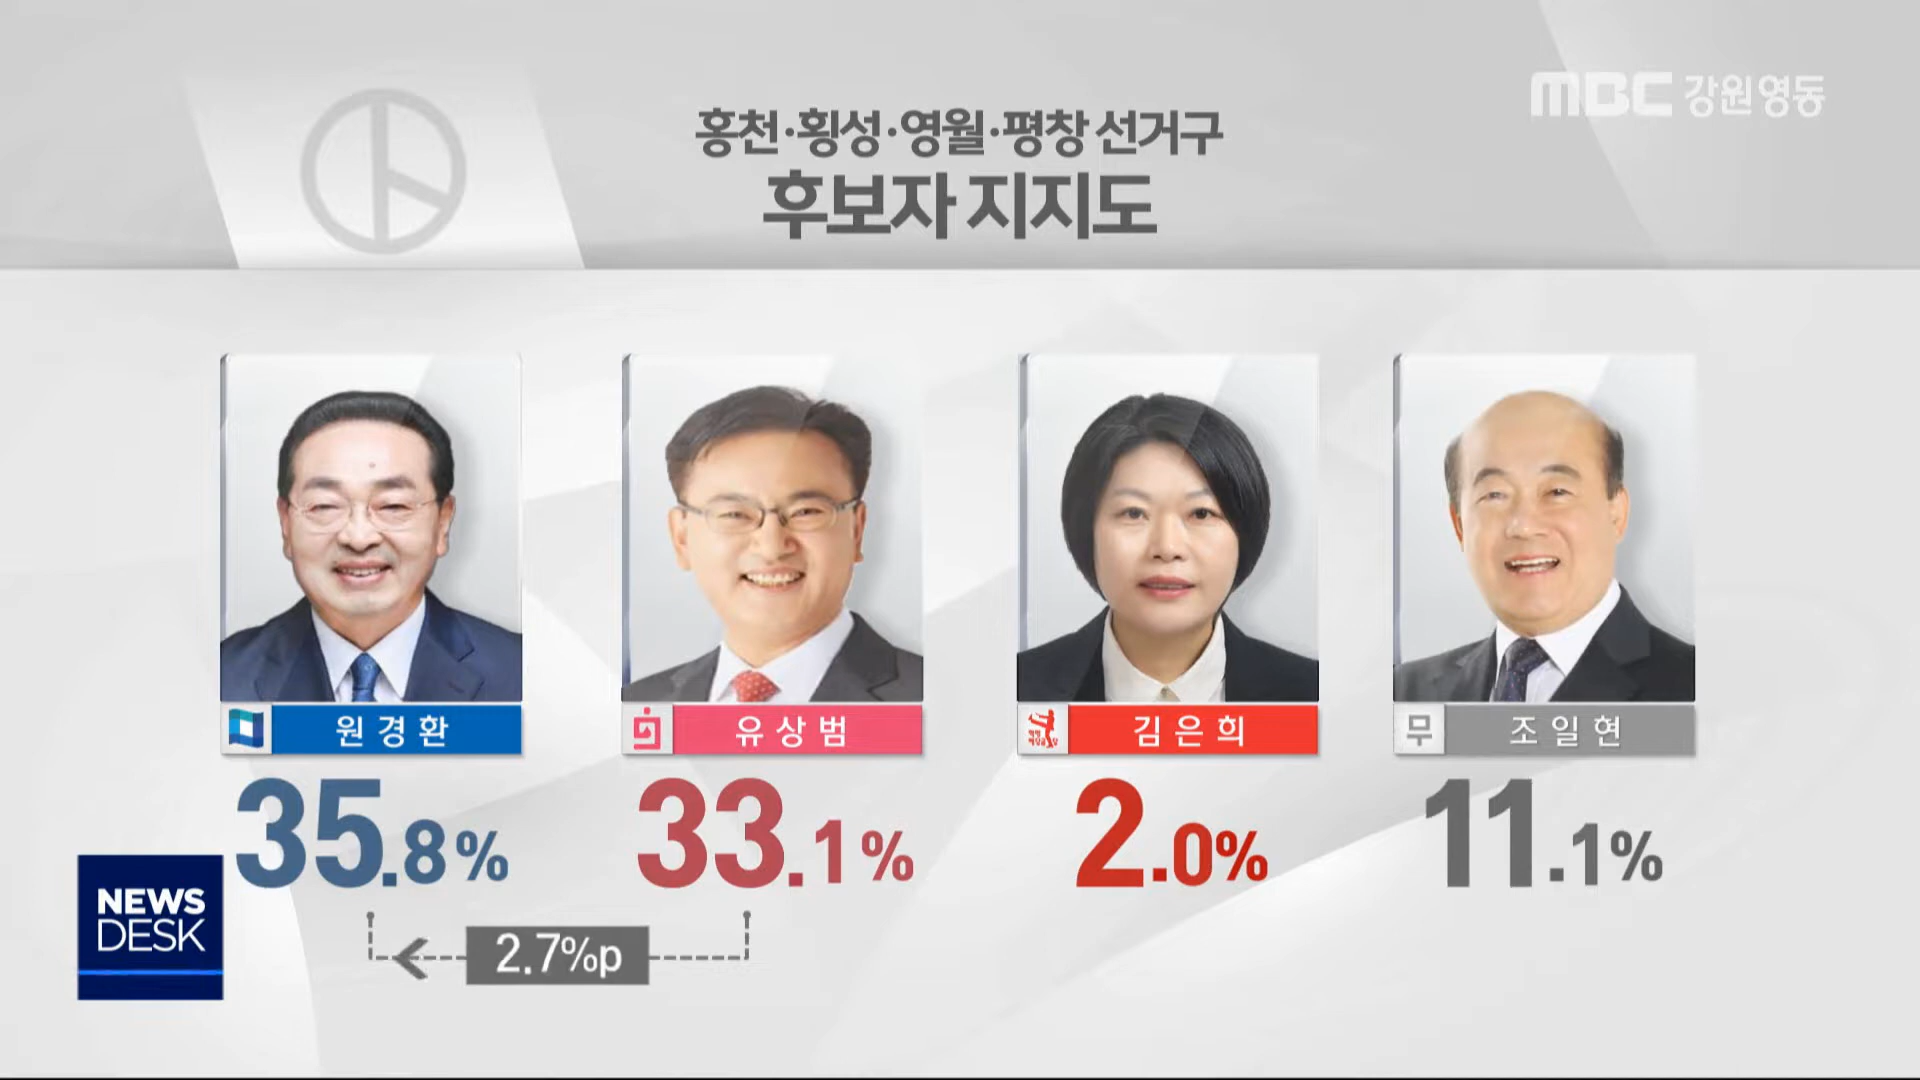 MBC 강원영동
홍천·횡성·영월·평창 선거구
후보자 지지도
원경환
유상범
김은희
무 조일현
35.8%
33.1%
2.0%
11.1%
2.7%p
NEWS
DESK